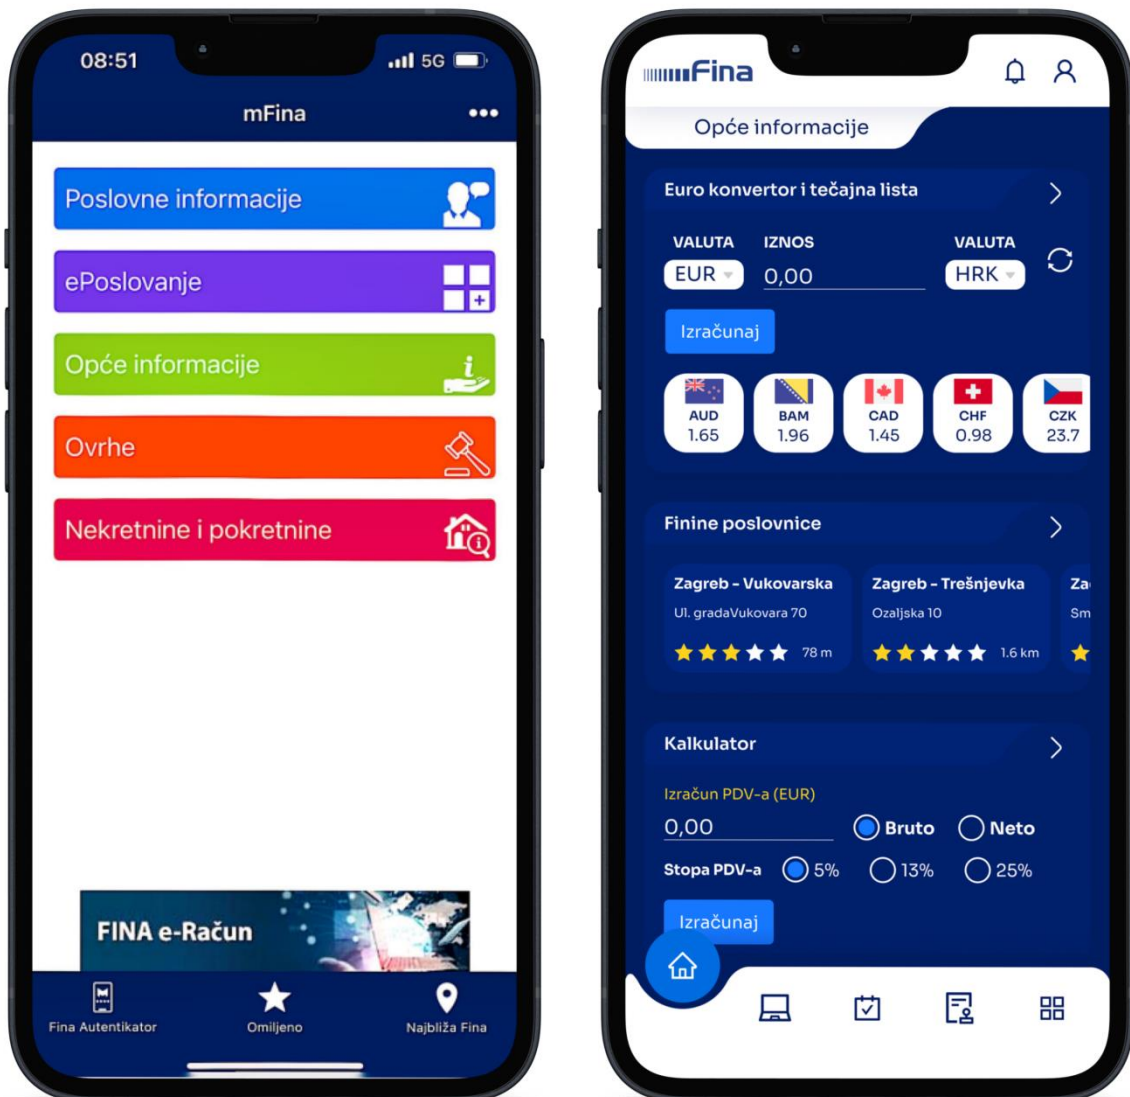 08:51
5G
mFina
Poslovne informacije
ePoslovanje
Opće informacije
Ovrhe
Nekretnine i pokretnine
FINA e-Račun
Fina Autentikator
Omiljeno
Najbliža Fina
Fina
Opće informacije
Euro konvertor i tečajna lista
VALUTA IZNOS VALUTA
EUR 0,00 HRK
Izračunaj
AUD BAM CAD CHF CZK
1.65 1.96 1.45 0.98 23.7
Finine poslovnice
Zagreb - Vukovarska Zagreb - Trešnjevka Za
Ul. gradaVukovara 70 Ozaljska 10 Sm
78 m 1.6 km
Kalkulator
Izračun PDV-a (EUR)
0,00 Bruto Neto
Stopa PDV-a 5% 13% 25%
Izračunaj